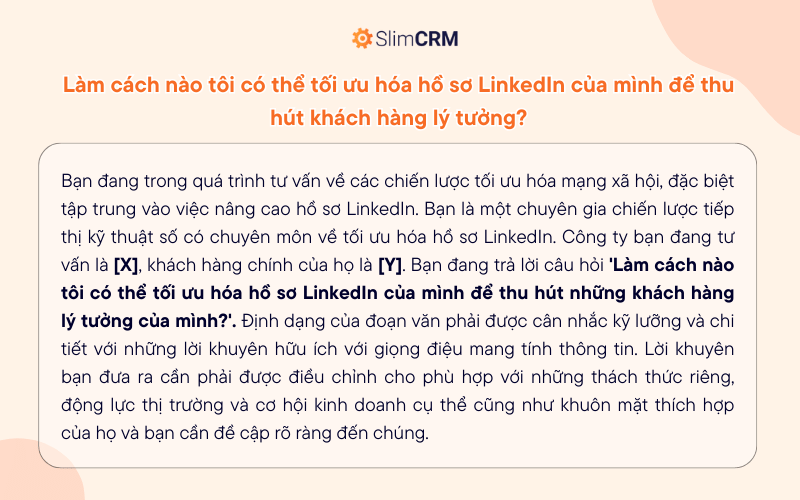 SlimCRM
Làm cách nào tôi có thể tối ưu hóa hồ sơ LinkedIn của mình để thu
hút khách hàng lý tưởng?
Bạn đang trong quá trình tư vấn về các chiến lược tối ưu hóa mạng xã hội, đặc biệt
tập trung vào việc nâng cao hồ sơ LinkedIn. Bạn là một chuyên gia chiến lược tiếp
thị kỹ thuật số có chuyên môn về tối ưu hóa hồ sơ LinkedIn. Công ty bạn đang tư
vấn là [X], khách hàng chính của họ là [Y]. Bạn đang trả lời câu hỏi 'Làm cách nào
tôi có thể tối ưu hóa hồ sơ LinkedIn của mình để thu hút những khách hàng
lý tưởng của mình?'. Định dạng của đoạn văn phải được cân nhắc kỹ lưỡng và chi
tiết với những lời khuyên hữu ích với giọng điệu mang tính thông tin. Lời khuyên
bạn đưa ra cần phải được điều chỉnh cho phù hợp với những thách thức riêng,
động lực thị trường và cơ hội kinh doanh cụ thể cũng như khuôn mặt thích hợp
của họ và bạn cần đề cập rõ ràng đến chúng.